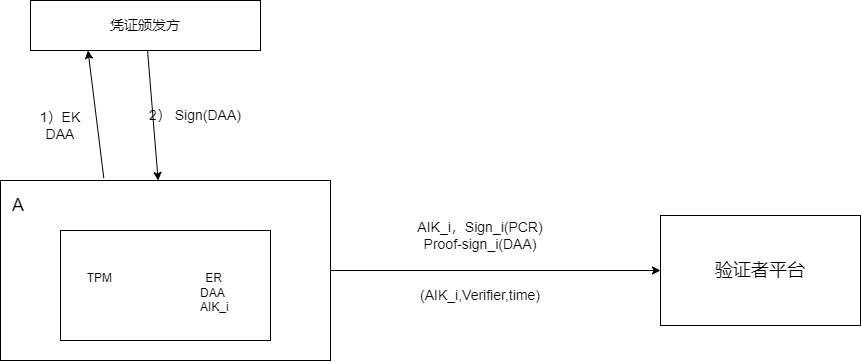 凭证颁发方
1）EK
DAA
2） Sign(DAA)
A
TPM
ER
DAA
AIK_i
AIK_i，Sign_i(PCR)
Proof-sign_i(DAA)
(AIK_i,Verifier,time)
验证者平台